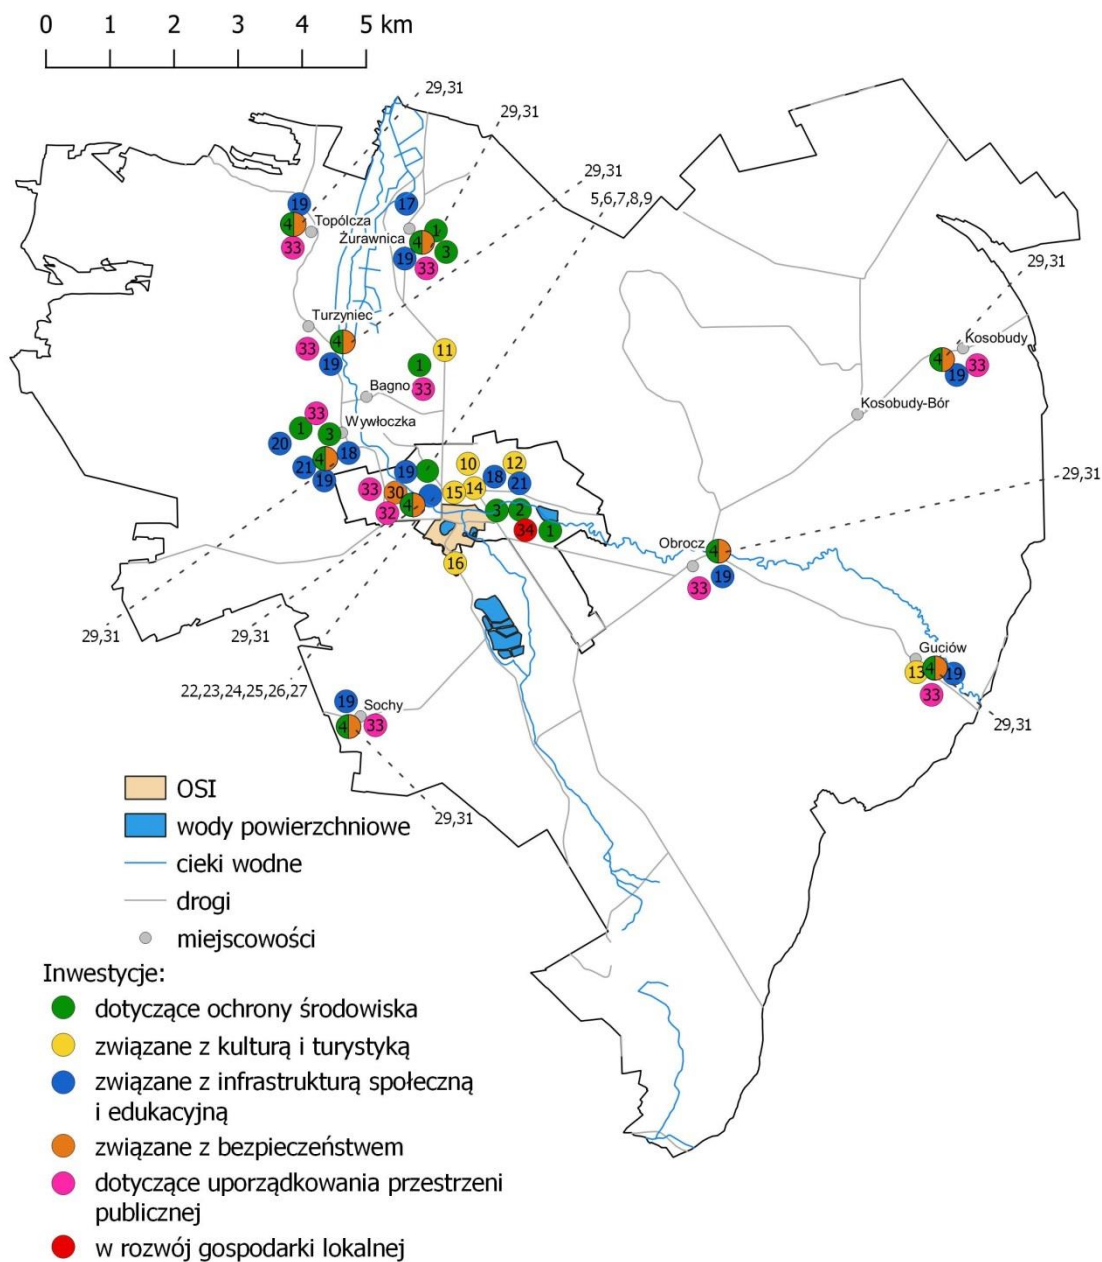 0 1 2 3 4 5 km
29,31
29,31
29,31
5,6,7,8,9
19
17
4
Topólcza
1
33
Żurawnica
4
3
19
33
29,31
Turzyniec
4
33
19
11
1
Kosobudy
4
19
33
Bagno
33
Kosobudy-Bór
33
Wywłoczka
1
3
20
4
18
21
19
19
10
12
18
21
29,31
33
30
15
14
32
4
3
2
34
1
16
Obrocz
4
19
33
29,31
29,31
Guciów
13
4
19
33
22,23,24,25,26,27
29,31
19
Sochy
4
33
29,31
OSI
wody powierzchniowe
cieki wodne
drogi
miejscowości
Inwestycje:
dotyczące ochrony środowiska
związane z kulturą i turystyką
związane z infrastrukturą społeczną
i edukacyjną
związane z bezpieczeństwem
dotyczące uporządkowania przestrzeni
publicznej
w rozwój gospodarki lokalnej